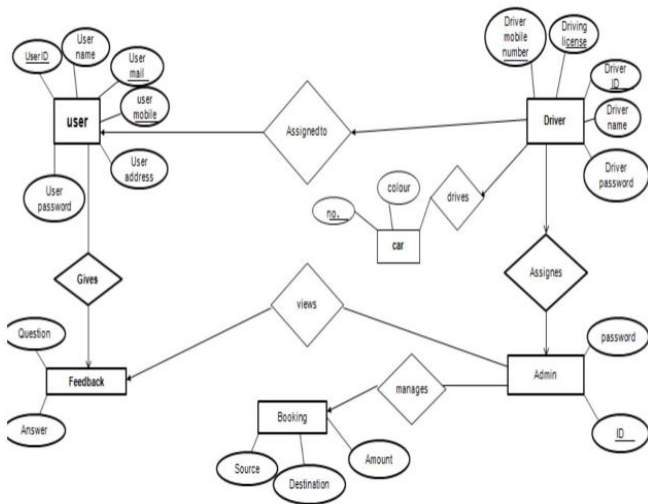 User ID
User
name
User
mail
user
mobile
user
User
address
User
password
Assignedto
Driver
mobile
number
Driving
license
Driver
ID
Driver
Driver
name
Driver
password
colour
no.
car
drives
Gives
Assignes
views
Question
Feedback
Answer
password
Admin
ID
manages
Booking
Source
Destination
Amount